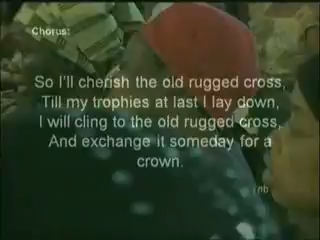 Chorus:
So I'll cherish the old rugged cross,
Till my trophies at last I lay down,
I will cling to the old rugged cross,
And exchange it someday for a
crown.
nb